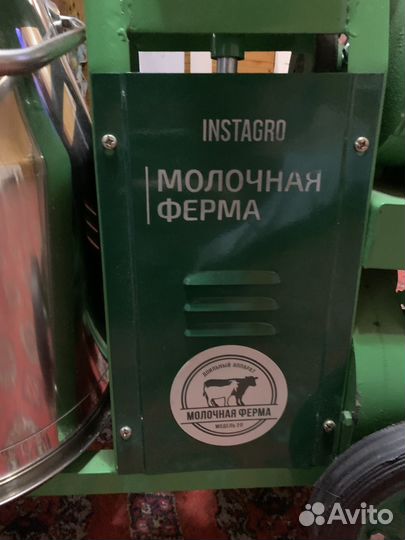 INSTAGRO
МОЛОЧНАЯ
ФЕРМА
ДОИЛЬНЫЙ АППАРАТ
МОЛОЧНАЯ ФЕРМА
Avito